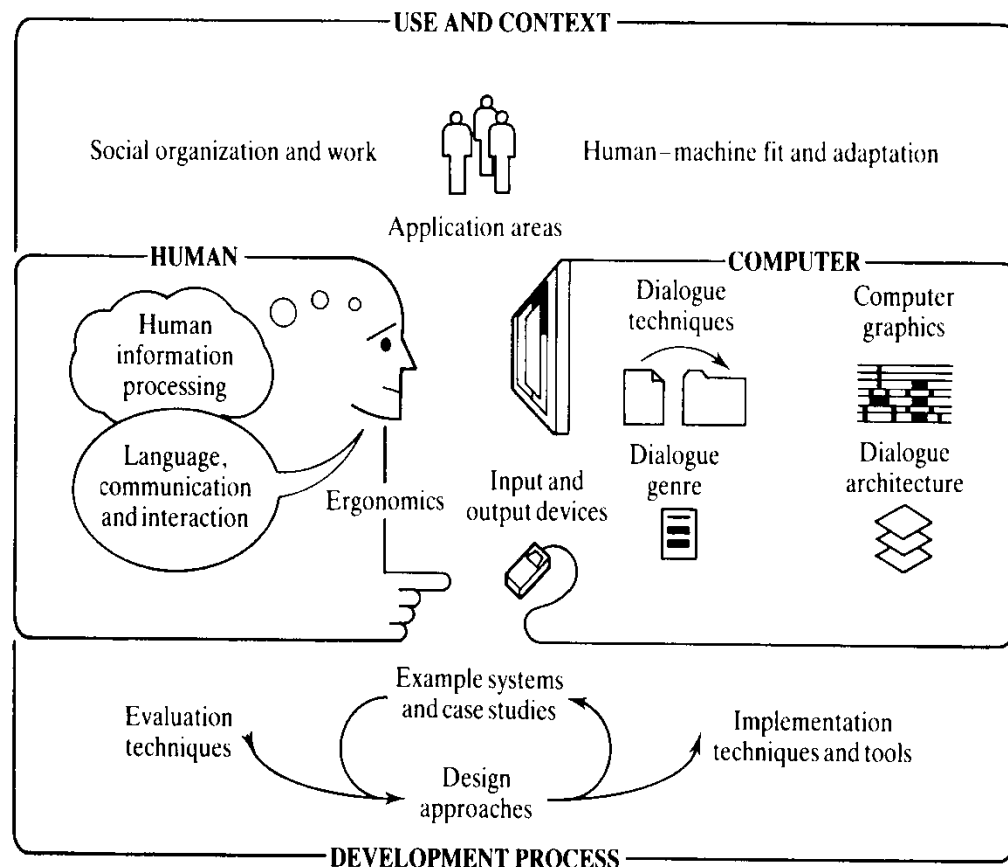 USE AND CONTEXT
Social organization and work
Human–machine fit and adaptation
Application areas
HUMAN
Human
information
processing
Language,
communication
and interaction
Ergonomics
COMPUTER
Dialogue
techniques
Computer
graphics
Dialogue
genre
Dialogue
architecture
Input and
output devices
Example systems
and case studies
Evaluation
techniques
Implementation
techniques and tools
Design
approaches
DEVELOPMENT PROCESS